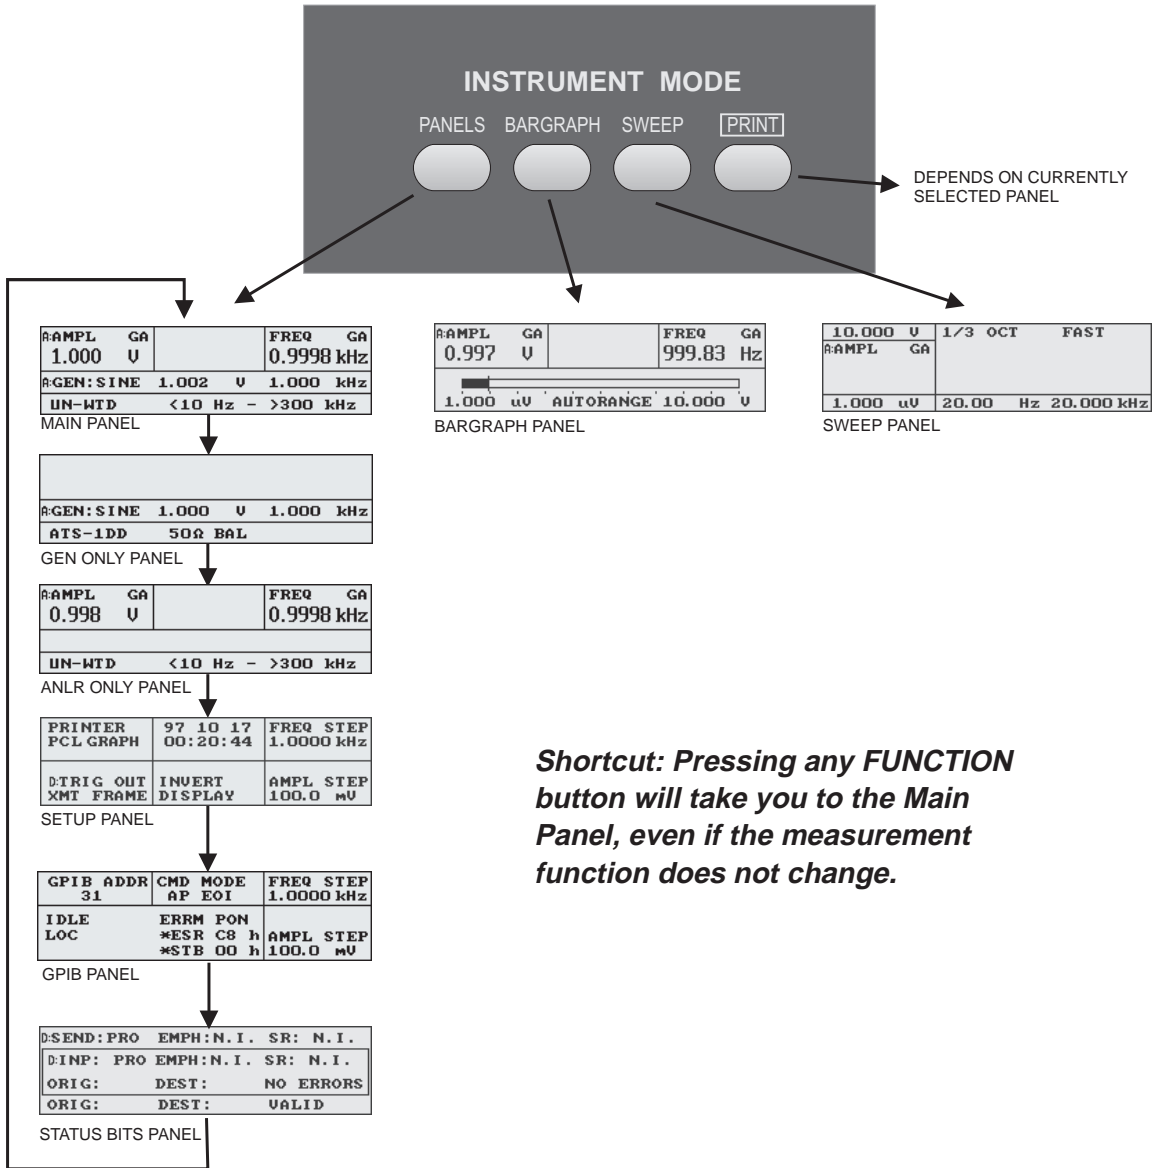 INSTRUMENT MODE
PANELS BARGRAPH SWEEP PRINT
DEPENDS ON CURRENTLY
SELECTED PANEL
A:AMPL GA FREQ GA
1.000 V 0.9998 kHz
A:GEN:SINE 1.002 V 1.000 kHz
UN-WTD <10 Hz - >300 kHz
MAIN PANEL
A:GEN:SINE 1.000 V 1.000 kHz
ATS-1DD 50Ω BAL
GEN ONLY PANEL
A:AMPL GA FREQ GA
0.998 V 0.9998 kHz
UN-WTD <10 Hz - >300 kHz
ANLR ONLY PANEL
PRINTER 97 10 17 FREQ STEP
PCL GRAPH 00:20:44 1.0000 kHz
D:TRIG OUT INVERT AMPL STEP
XMT FRAME DISPLAY 100.0 mV
SETUP PANEL
GPIB ADDR CMD MODE FREQ STEP
31 AP EOI 1.0000 kHz
IDLE ERRM PON
LOC *ESR C8 h AMPL STEP
*STB 00 h 100.0 mV
GPIB PANEL
D:SEND:PRO EMPH:N.I. SR: N.I.
D:INP: PRO EMPH:N.I. SR: N.I.
ORIG: DEST: NO ERRORS
ORIG: DEST: VALID
STATUS BITS PANEL
A:AMPL GA FREQ GA
0.997 V 999.83 Hz
1.000 uV AUTORANGE 10.000 V
BARGRAPH PANEL
10.000 V 1/3 OCT FAST
A:AMPL GA
1.000 uV 20.00 Hz 20.000 kHz
SWEEP PANEL
Shortcut: Pressing any FUNCTION
button will take you to the Main
Panel, even if the measurement
function does not change.